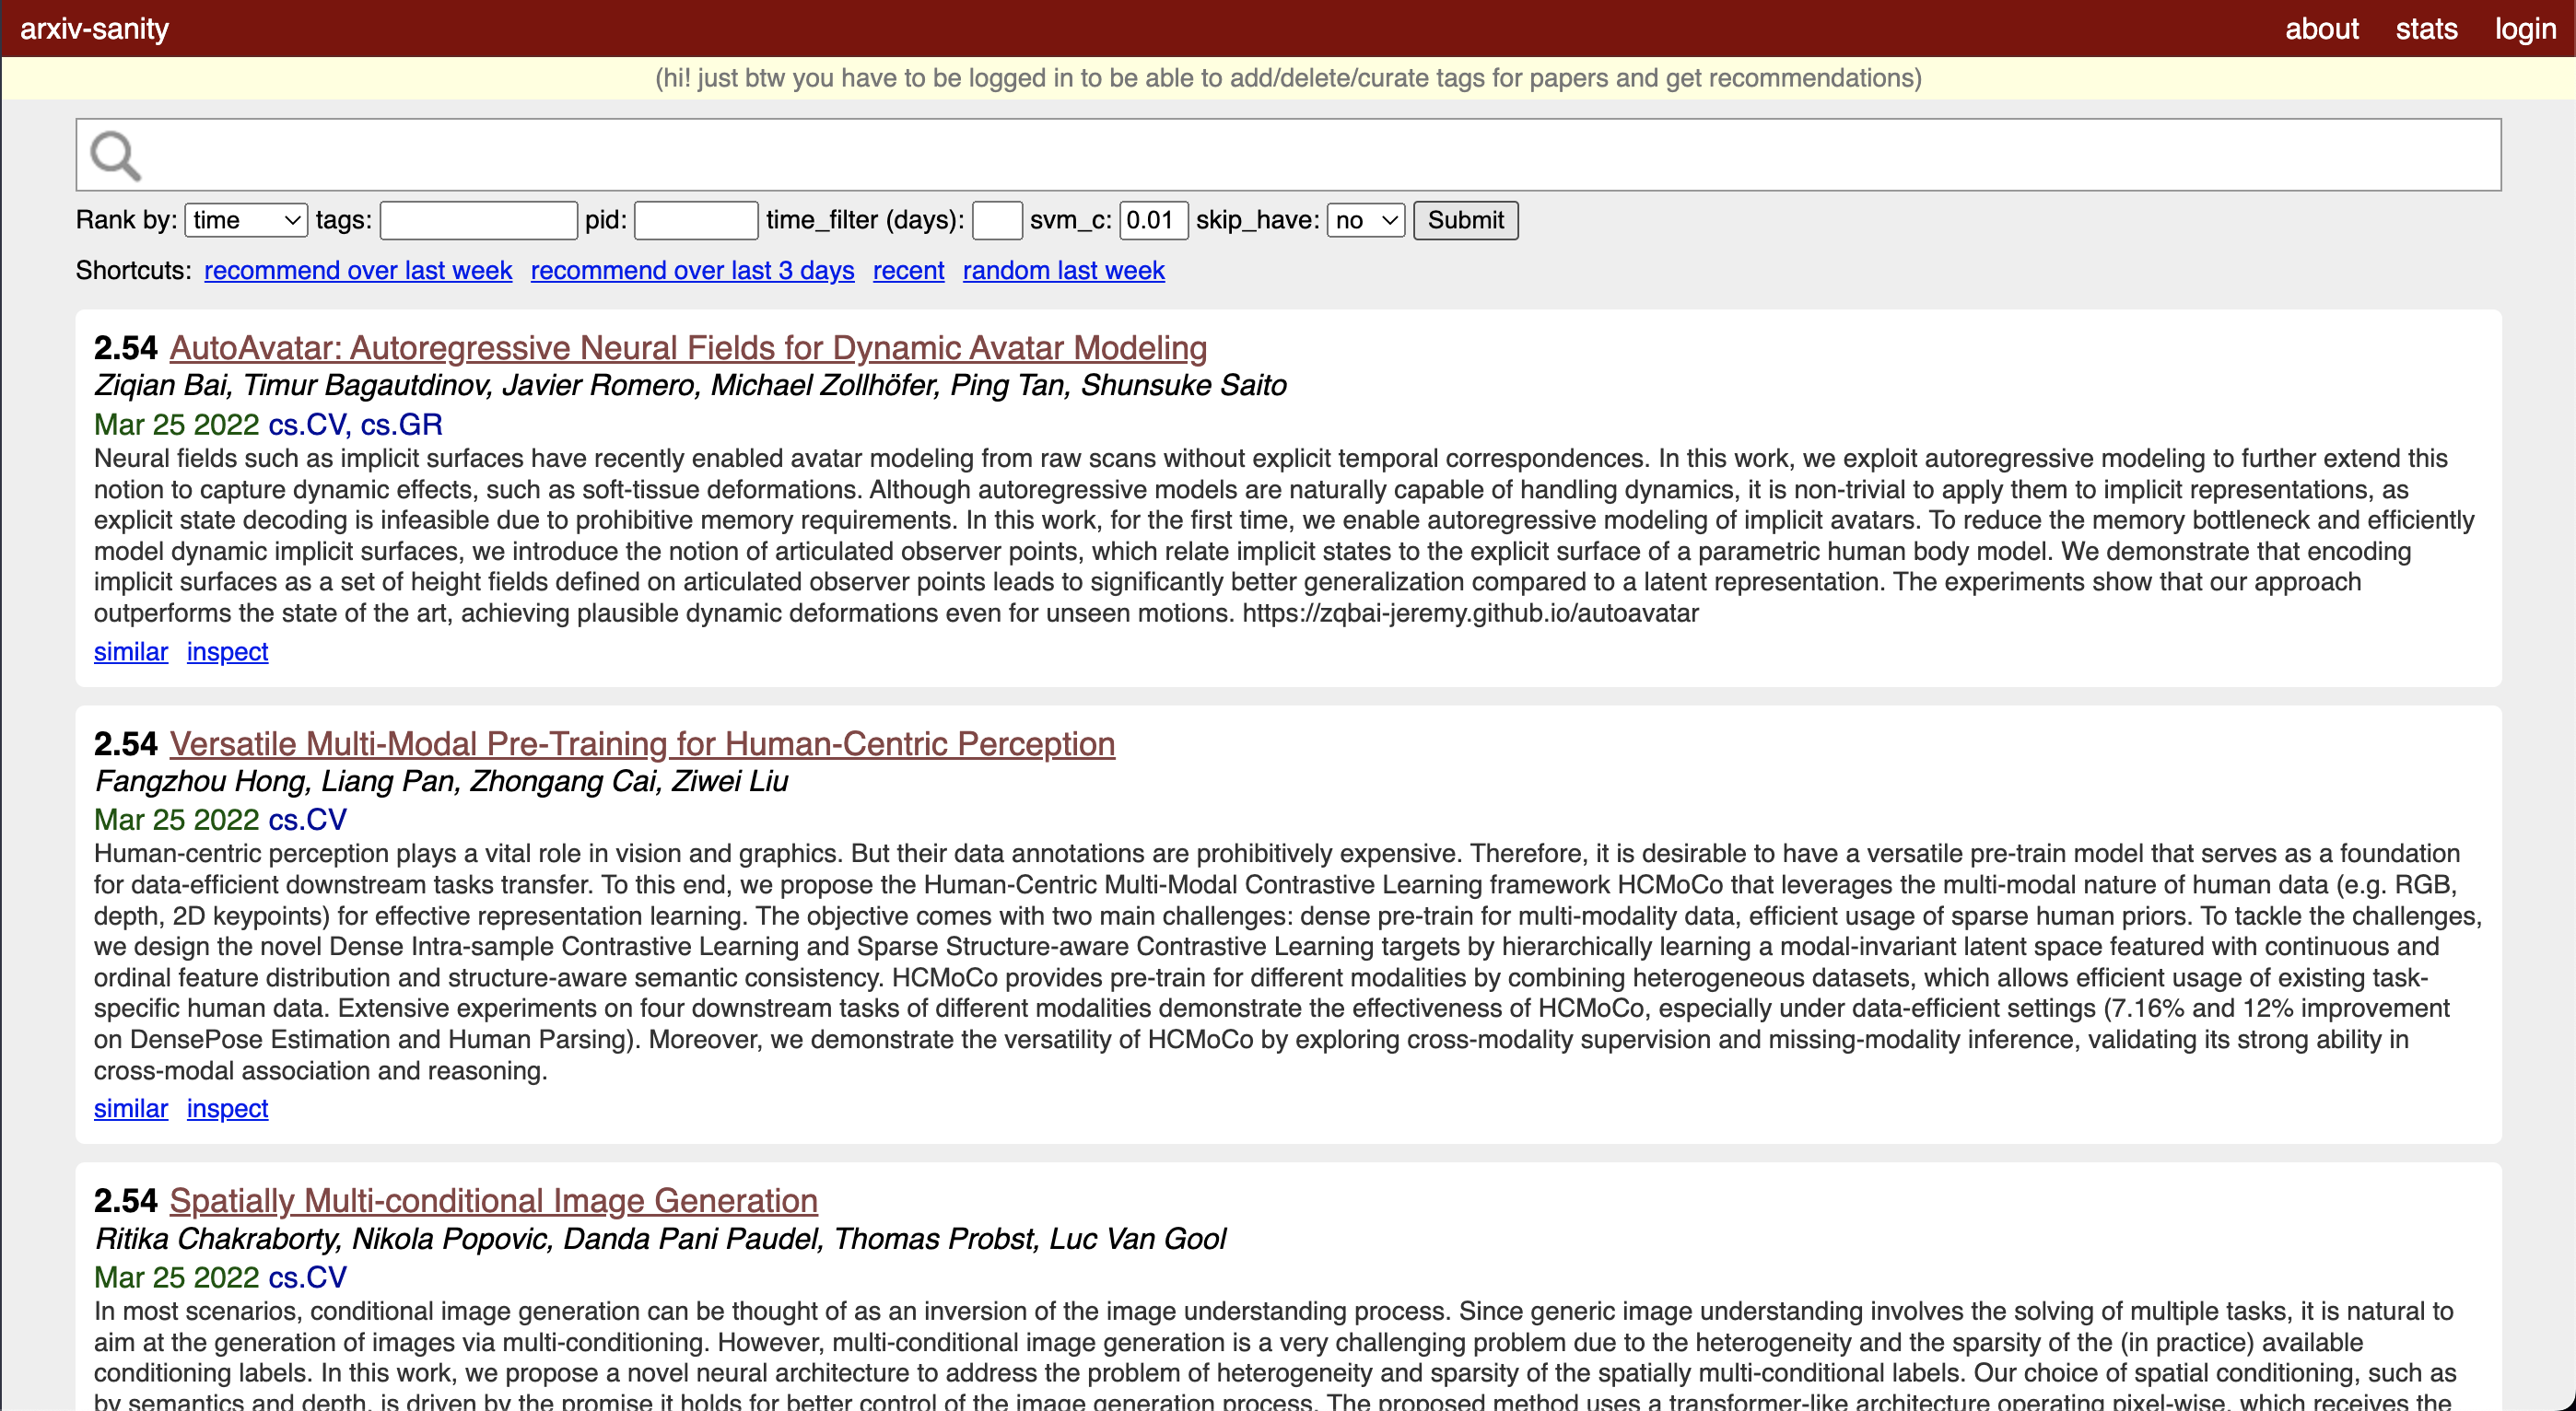 arxiv-sanity about stats login
(hi! just btw you have to be logged in to be able to add/delete/curate tags for papers and get recommendations)
Rank by: time tags: pid: time_filter (days): svm_c: 0.01 skip_have: no Submit
Shortcuts: recommend over last week recommend over last 3 days recent random last week
2.54 AutoAvatar: Autoregressive Neural Fields for Dynamic Avatar Modeling
Ziqian Bai, Timur Bagautdinov, Javier Romero, Michael Zollhöfer, Ping Tan, Shunsuke Saito
Mar 25 2022 cs.CV, cs.GR
Neural fields such as implicit surfaces have recently enabled avatar modeling from raw scans without explicit temporal correspondences. In this work, we exploit autoregressive modeling to further extend this
notion to capture dynamic effects, such as soft-tissue deformations. Although autoregressive models are naturally capable of handling dynamics, it is non-trivial to apply them to implicit representations, as
explicit state decoding is infeasible due to prohibitive memory requirements. In this work, for the first time, we enable autoregressive modeling of implicit avatars. To reduce the memory bottleneck and efficiently
model dynamic implicit surfaces, we introduce the notion of articulated observer points, which relate implicit states to the explicit surface of a parametric human body model. We demonstrate that encoding
implicit surfaces as a set of height fields defined on articulated observer points leads to significantly better generalization compared to a latent representation. The experiments show that our approach
outperforms the state of the art, achieving plausible dynamic deformations even for unseen motions. https://zqbai-jeremy.github.io/autoavatar
similar inspect
2.54 Versatile Multi-Modal Pre-Training for Human-Centric Perception
Fangzhou Hong, Liang Pan, Zhongang Cai, Ziwei Liu
Mar 25 2022 cs.CV
Human-centric perception plays a vital role in vision and graphics. But their data annotations are prohibitively expensive. Therefore, it is desirable to have a versatile pre-train model that serves as a foundation
for data-efficient downstream tasks transfer. To this end, we propose the Human-Centric Multi-Modal Contrastive Learning framework HCMoCo that leverages the multi-modal nature of human data (e.g. RGB,
depth, 2D keypoints) for effective representation learning. The objective comes with two main challenges: dense pre-train for multi-modality data, efficient usage of sparse human priors. To tackle the challenges,
we design the novel Dense Intra-sample Contrastive Learning and Sparse Structure-aware Contrastive Learning targets by hierarchically learning a modal-invariant latent space featured with continuous and
ordinal feature distribution and structure-aware semantic consistency. HCMoCo provides pre-train for different modalities by combining heterogeneous datasets, which allows efficient usage of existing task-
specific human data. Extensive experiments on four downstream tasks of different modalities demonstrate the effectiveness of HCMoCo, especially under data-efficient settings (7.16% and 12% improvement
on DensePose Estimation and Human Parsing). Moreover, we demonstrate the versatility of HCMoCo by exploring cross-modality supervision and missing-modality inference, validating its strong ability in
cross-modal association and reasoning.
similar inspect
2.54 Spatially Multi-conditional Image Generation
Ritika Chakraborty, Nikola Popovic, Danda Pani Paudel, Thomas Probst, Luc Van Gool
Mar 25 2022 cs.CV
In most scenarios, conditional image generation can be thought of as an inversion of the image understanding process. Since generic image understanding involves the solving of multiple tasks, it is natural to
aim at the generation of images via multi-conditioning. However, multi-conditional image generation is a very challenging problem due to the heterogeneity and the sparsity of the (in practice) available
conditioning labels. In this work, we propose a novel neural architecture to address the problem of heterogeneity and sparsity of the spatially multi-conditional labels. Our choice of spatial conditioning, such as
by semantics and depth, is driven by the promise it holds for better control of the image generation process. The proposed method uses a transformer-like architecture operating pixel-wise, which receives the